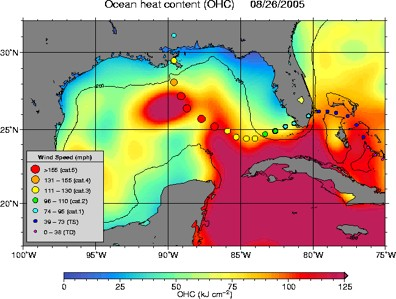 Ocean heat content (OHC) 08/26/2005
30°N
25°N
20°N
200
Wind Speed (mph)
>155 (cat.5)
131 – 155 (cat.4)
111 – 130 (cat.3)
96 – 110 (cat.2)
74 – 95 (cat.1)
39 – 73 (TS)
0 – 38 (TD)
100°W 95°W 90°W 85°W 80°W 75°W
0 25 50 75 100 125
OHC (kJ cm⁻²)